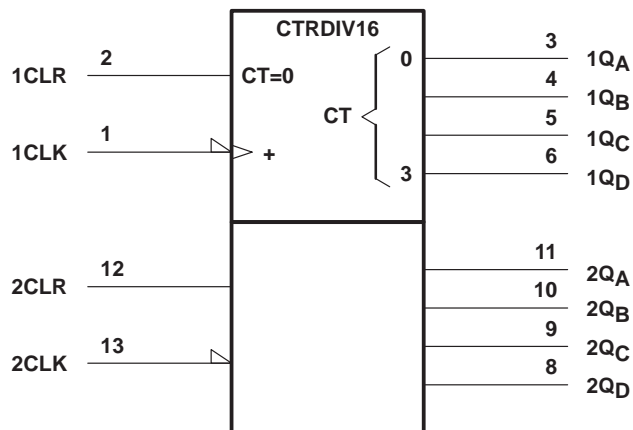 CTRDIV16
1CLR 2 CT=0 0 3 1QA
4 1QB
1CLK 1 + CT 5 1QC
3 6 1QD
2CLR 12 11 2QA
10 2QB
2CLK 13 9 2QC
8 2QD